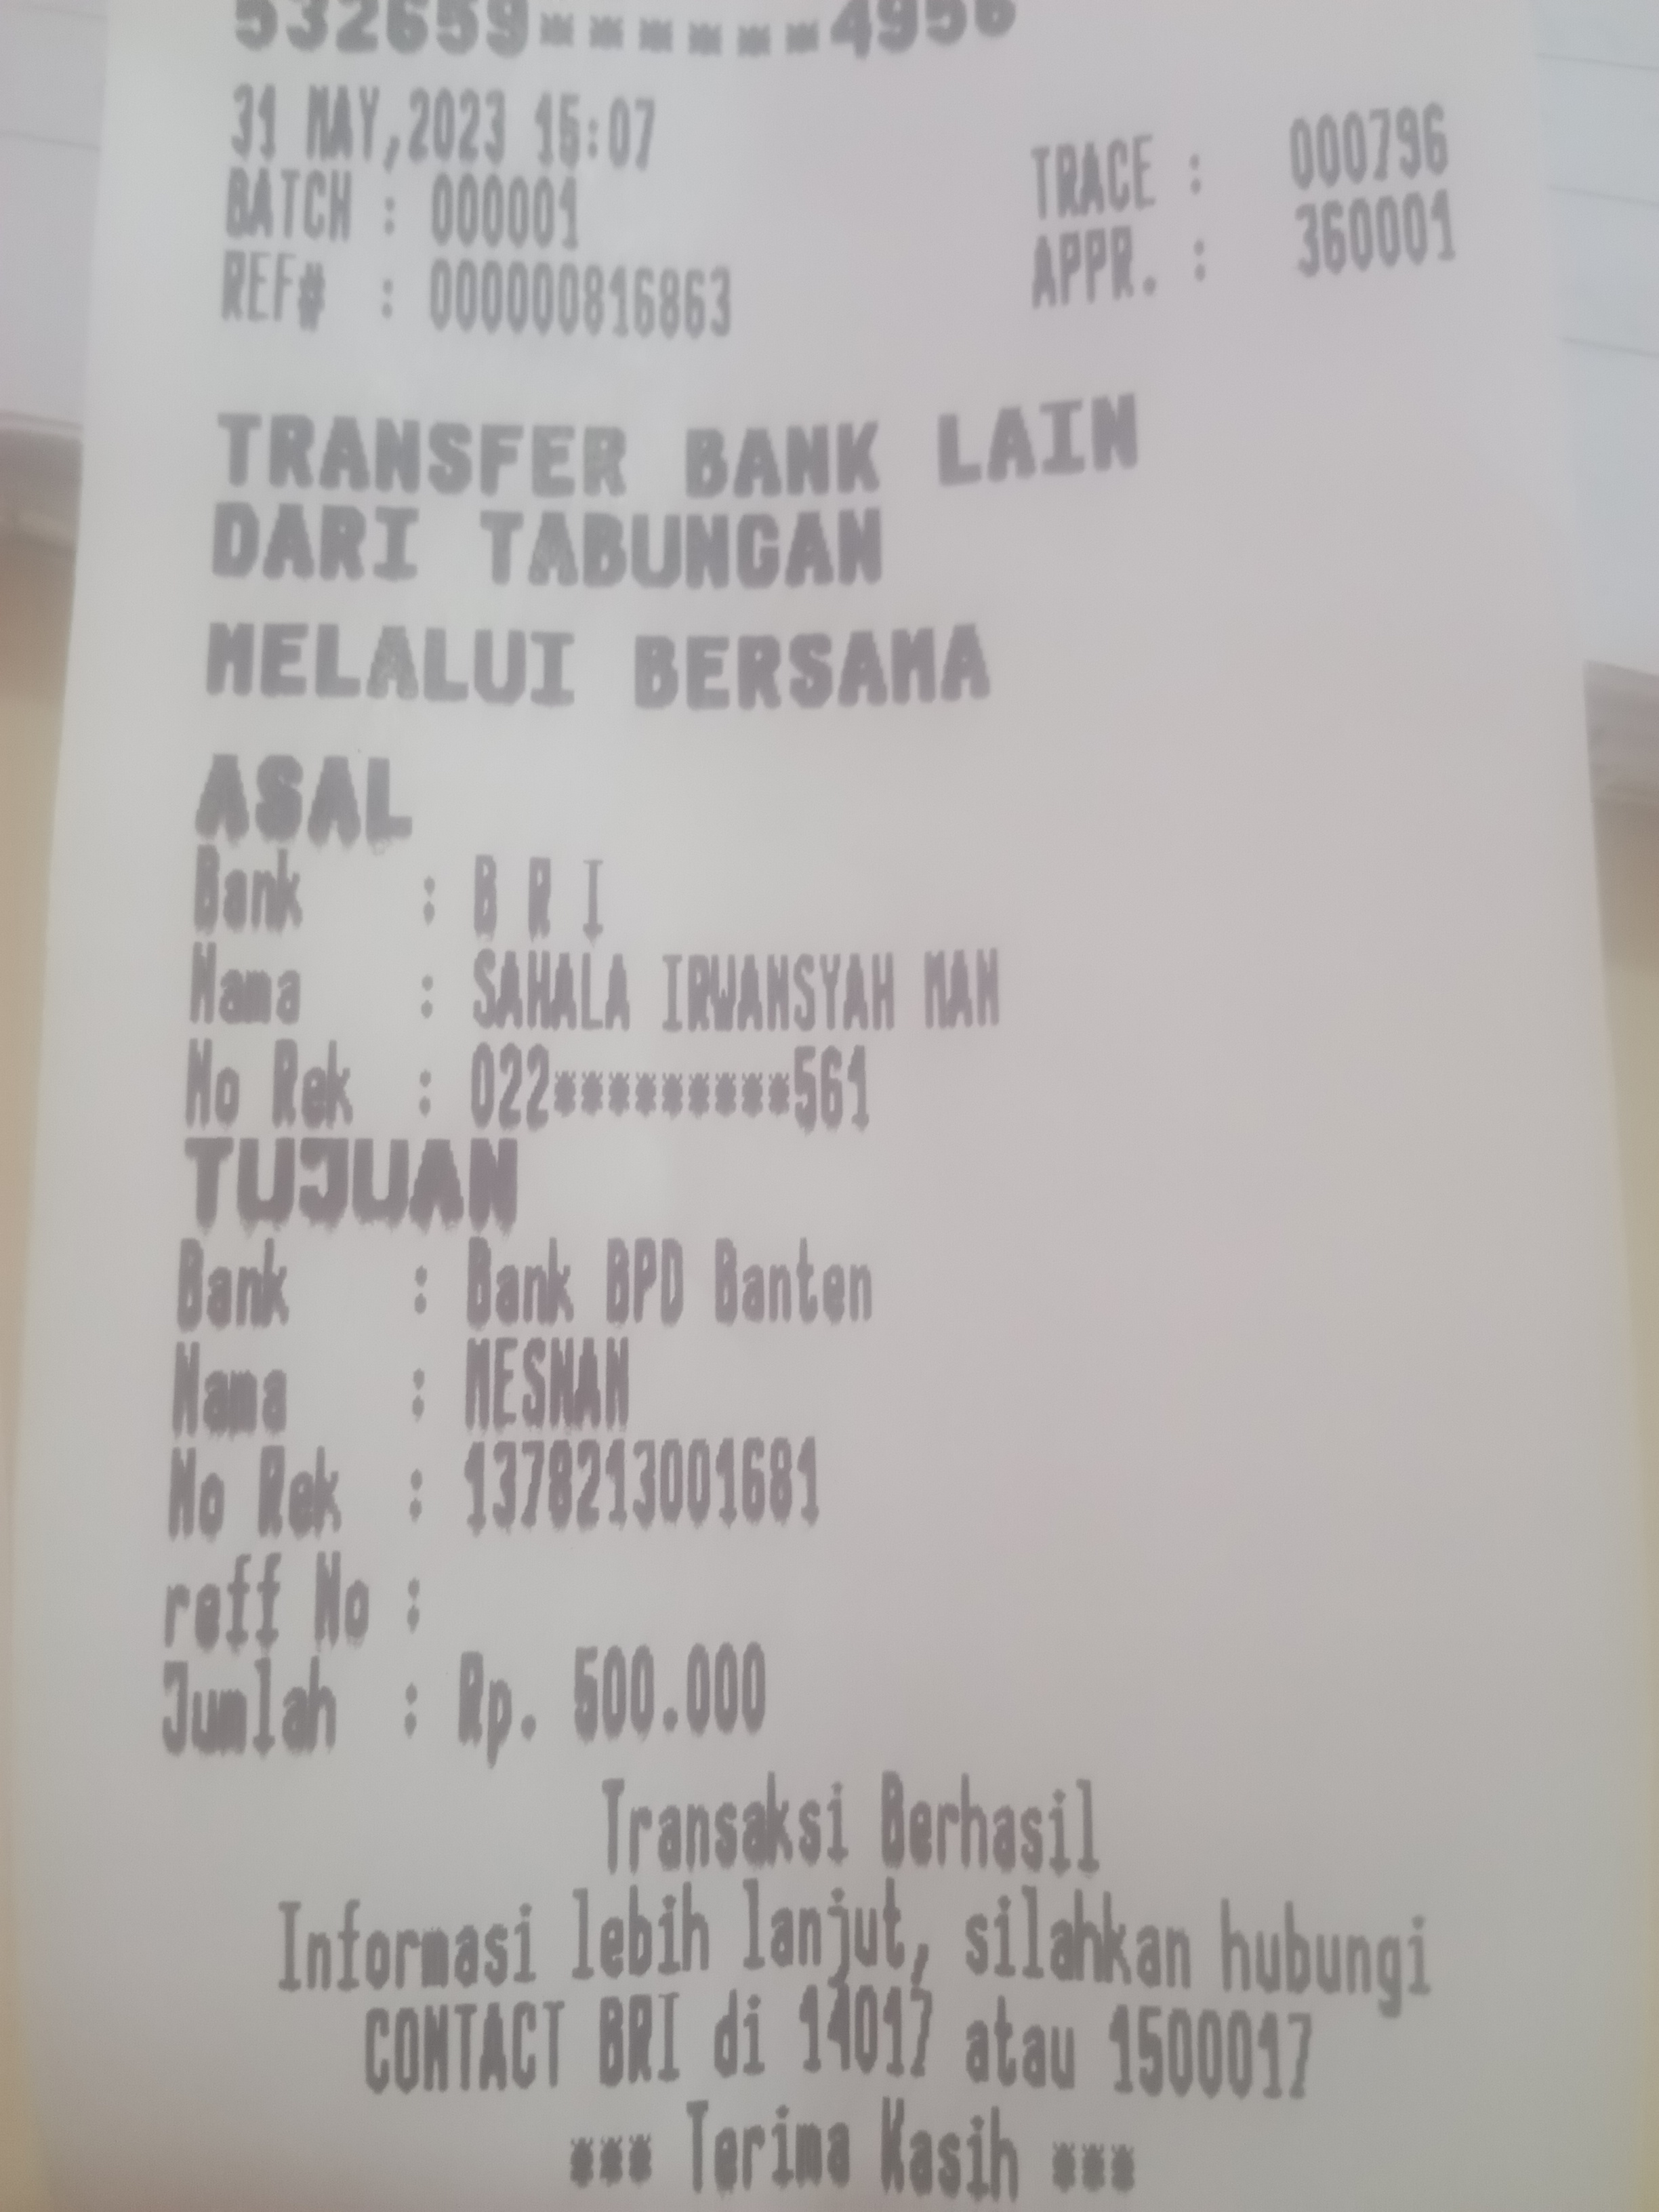 532659******4956
31 MAY,2023 15:07
TRACE : 000796
BATCH : 000001
APPR. : 360001
REF# : 000000816863
TRANSFER BANK LAIN
DARI TABUNGAN
MELALUI BERSAMA
ASAL
Bank : B R I
Nama : SAHALA IRWANSYAH MAN
No Rek : 022*********561
TUJUAN
Bank : Bank BPD Banten
Nama : MESNAN
No Rek : 1378213001681
reff No :
Jumlah : Rp. 500.000
Transaksi Berhasil
Informasi lebih lanjut, silahkan hubungi
CONTACT BRI di 14017 atau 1500017
*** Terima Kasih ***